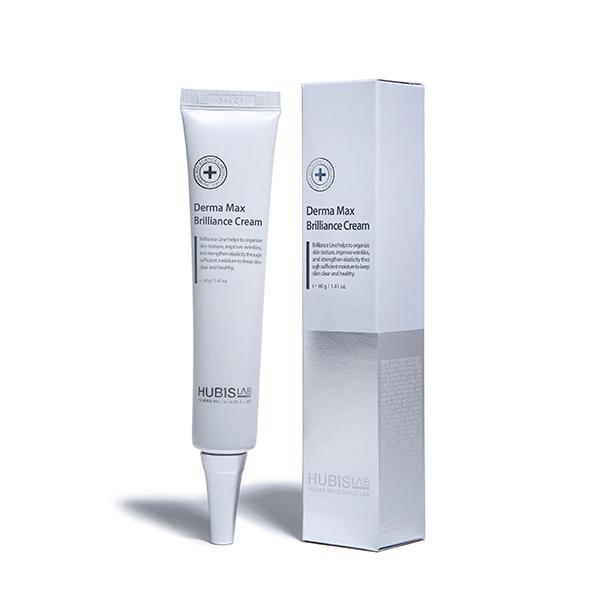 Derma Max
Brilliance Cream
Brilliance Line helps to organize
skin texture, improve wrinkles,
and strengthen elasticity through
sufficient moisture to keep skin
clear and healthy.
℮ 40 g / 1.41 oz.
HUBISLAB
HUMAN BIO SCIENCE LAB
Derma Max
Brilliance Cream
Brilliance Line helps to organize
skin texture, improve wrinkles,
and strengthen elasticity thro
ugh sufficient moisture to keep
skin clear and healthy.
℮ 40 g / 1.41 oz.
HUBISLAB
HUMAN BIO SCIENCE LAB